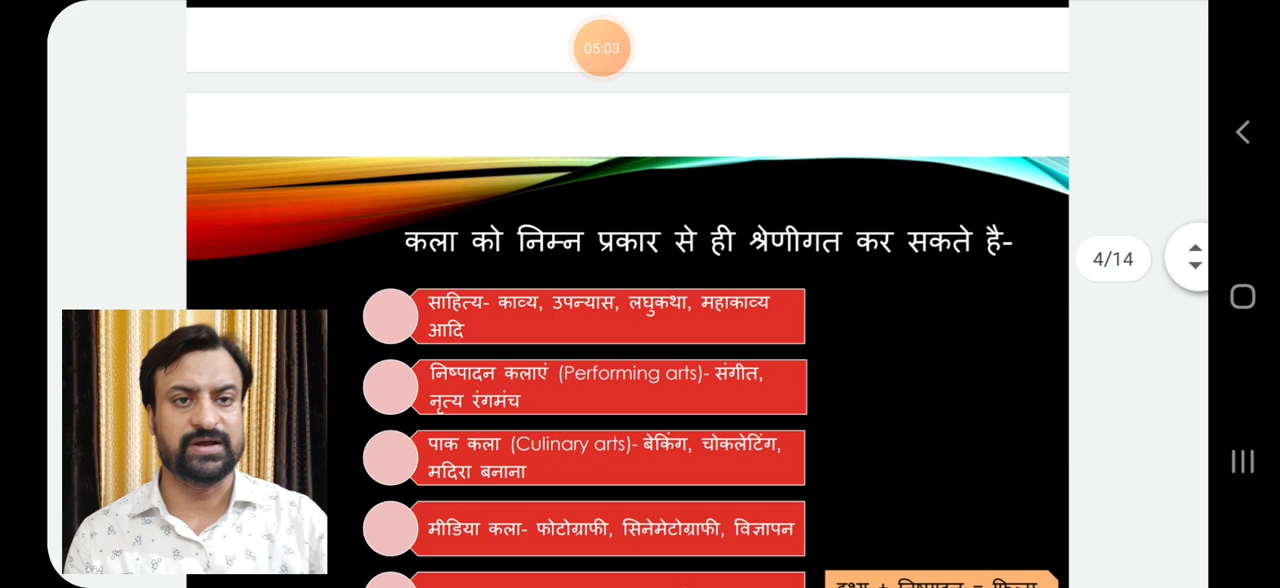 05:03
कला को निम्न प्रकार से ही श्रेणीगत कर सकते है-
4/14
साहित्य- काव्य, उपन्यास, लघुकथा, महाकाव्य
आदि
निष्पादन कलाएं (Performing arts)- संगीत,
नृत्य रंगमंच
पाक कला (Culinary arts)- बेकिंग, चोकलेटिंग,
मदिरा बनाना
मीडिया कला- फोटोग्राफी, सिनेमेटोग्राफी, विज्ञापन
दृश्य + निष्पादन = फिल्म